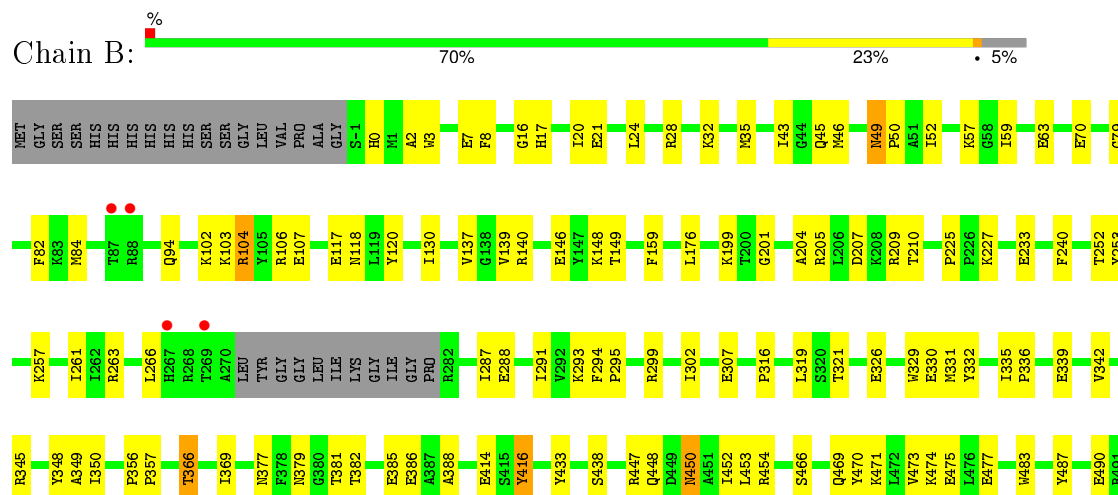 %
Chain B:
70% 23% • 5%
MET GLY SER SER HIS HIS HIS HIS HIS HIS SER SER GLY LEU VAL PRO ALA GLY S-1 H0 M1 A2 W3 E7 F8 G16 H17 I20 E21 L24 R28 K32 M35 I43 G44 Q45 M46 N49 P50 A51 I52 K57 G58 I59 E63 E70
F82 K83 M84 T87 R88 Q94 K102 K103 R104 Y105 R106 E107 E117 N118 L119 Y120 I130 V137 G138 V139 R140 E146 Y147 K148 T149 F159 L176 K199 T200 G201 A204 R205 L206 D207 K208 R209 T210 P225 P226 K227 E233 F240 T252
K257 I261 I262 R263 L266 H267 R268 T269 A270 LEU TYR GLY GLY LEU ILE LYS GLY ILE GLY PRO R282 I287 E288 I291 V292 K293 F294 P295 R299 I302 E307 P316 L319 S320 T321 E326 W329 E330 M331 Y332 I335 P336 E339 V342
R345 Y348 A349 I350 P356 P357 T366 I369 N377 F378 N379 G380 T381 T382 E385 E386 A387 A388 E414 S415 Y416 Y433 S438 R447 Q448 D449 N450 A451 I452 L453 R454 S466 Q469 Y470 K471 L472 V473 K474 E475 L476 E477 W483 Y487 E490